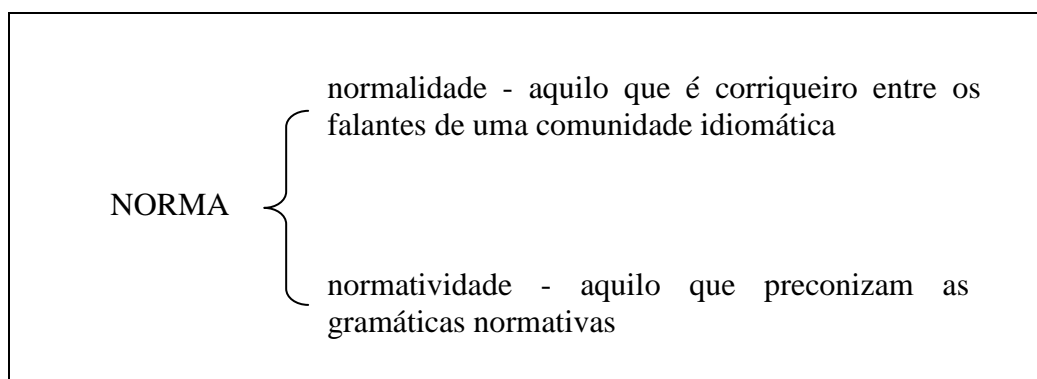 normalidade - aquilo que é corriqueiro entre os
falantes de uma comunidade idiomática
NORMA
normatividade - aquilo que preconizam as
gramáticas normativas